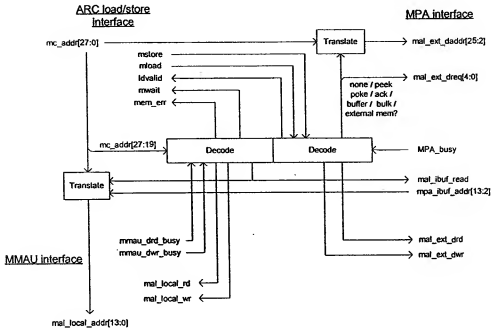 ARC load/store
interface
MPA interface
mc_addr[27:0]
Translate
mal_ext_daddr[25:2]
mstore
mload
ldvalid
mwait
mem_err
none / peek
poke / ack /
buffer / bulk /
external mem?
mal_ext_dreq[4:0]
mc_addr[27:19]
Decode
Decode
MPA_busy
Translate
mal_ibuf_read
mpa_ibuf_addr[13:2]
mmau_drd_busy
mmau_dwr_busy
mal_ext_drd
mal_ext_dwr
MMAU interface
mal_local_rd
mal_local_wr
mal_local_addr[13:0]